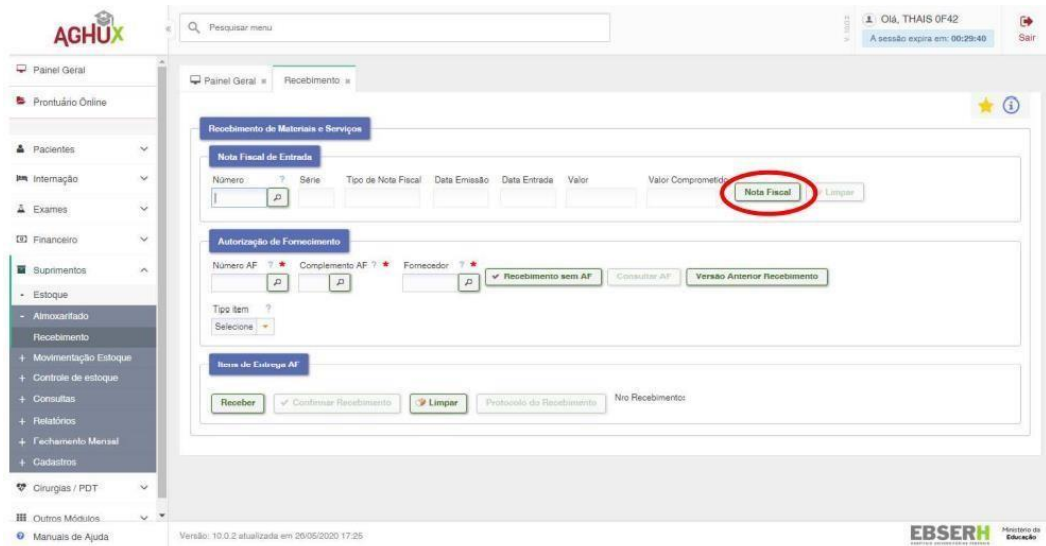 AGHUX
Pesquisar menu
Olá, THAIS 0F42
A sessão expira em: 00:29:40
Sair
Painel Geral
Prontuário Online
Pacientes
Internação
Exames
Financeiro
Suprimentos
- Estoque
- Almoxarifado
Recebimento
+ Movimentação Estoque
+ Controle de estoque
+ Consultas
+ Relatórios
+ Fechamento Mensal
+ Cadastros
Cirurgias / PDT
Outros Módulos
Manuais de Ajuda
Painel Geral
Recebimento
Recebimento de Materiais e Serviços
Nota Fiscal de Entrada
Número ? Série Tipo de Nota Fiscal Data Emissão Data Entrada Valor Valor Comprometido
Nota Fiscal Limpar
Autorização de Fornecimento
Número AF ? * Complemento AF ? * Fornecedor ? *
Recebimento sem AF Consultar AF Versão Anterior Recebimento
Tipo item ?
Selecione
Itens de Entrega AF
Receber Confirmar Recebimento Limpar Protocolo do Recebimento Nro Recebimento:
Versão: 10.0.2 atualizada em 26/05/2020 17:25
EBSERH
Ministério da
Educação